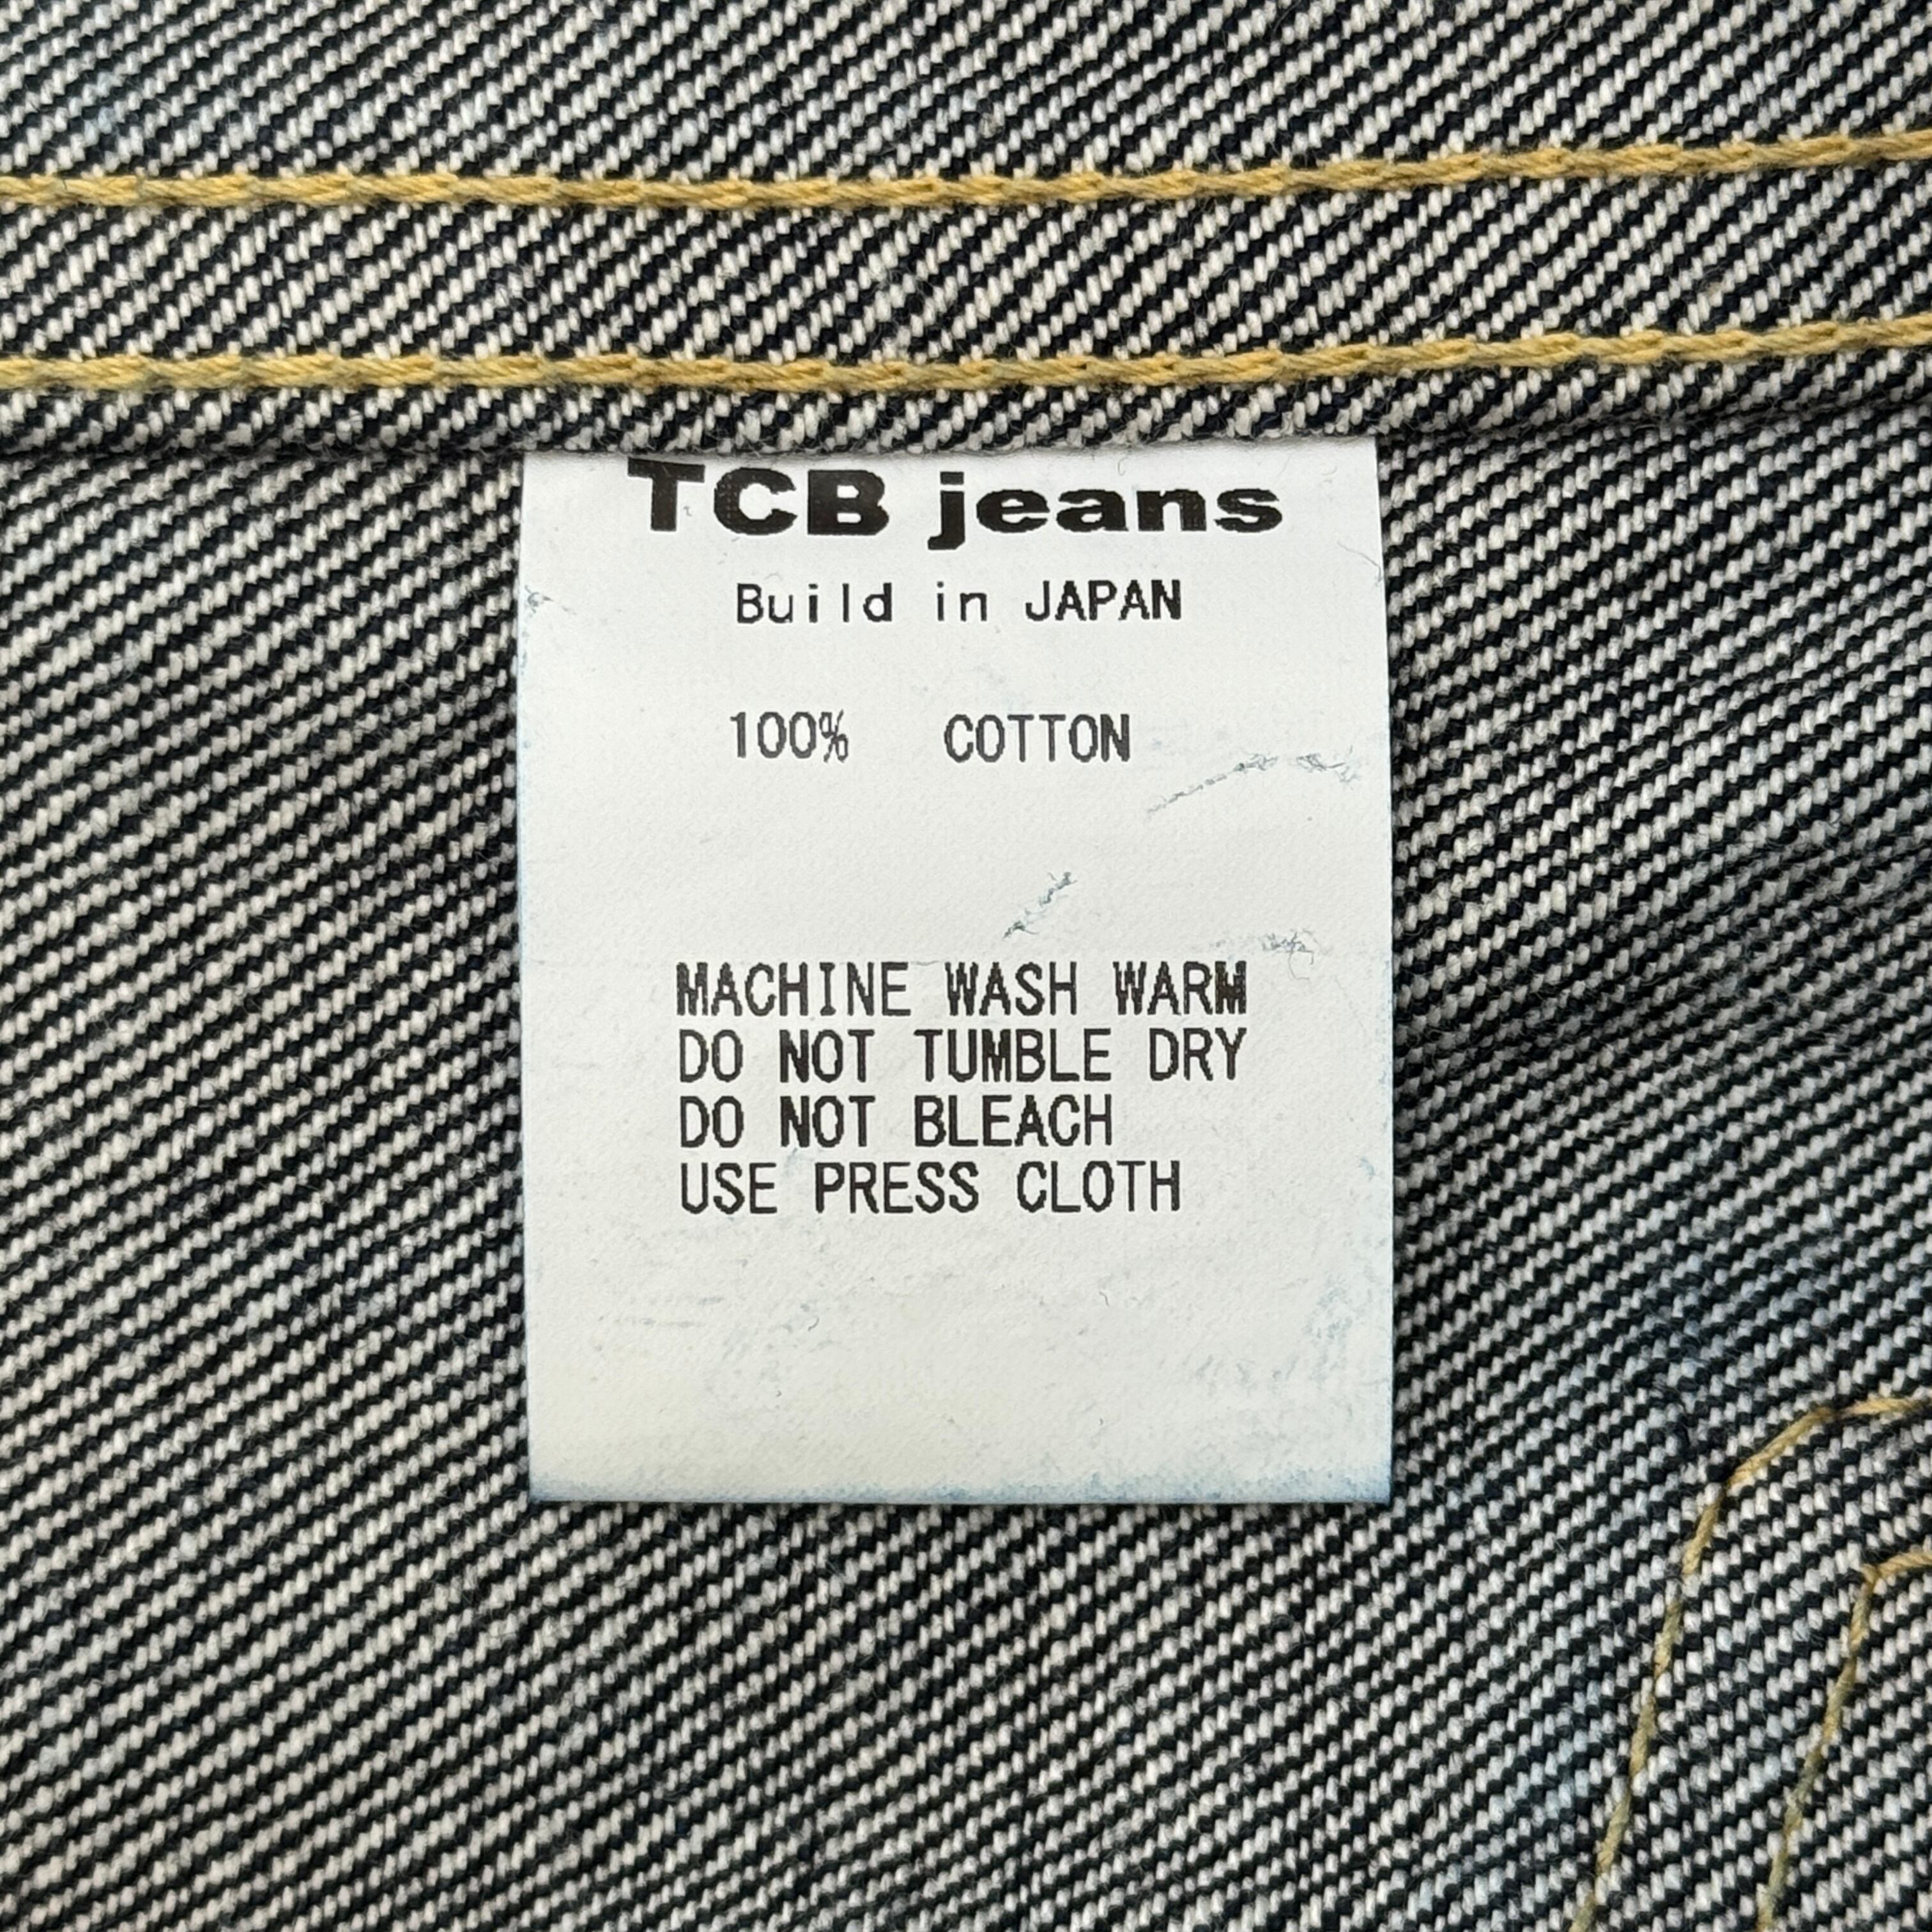 TCB jeans
Build in JAPAN
100% COTTON
MACHINE WASH WARM
DO NOT TUMBLE DRY
DO NOT BLEACH
USE PRESS CLOTH